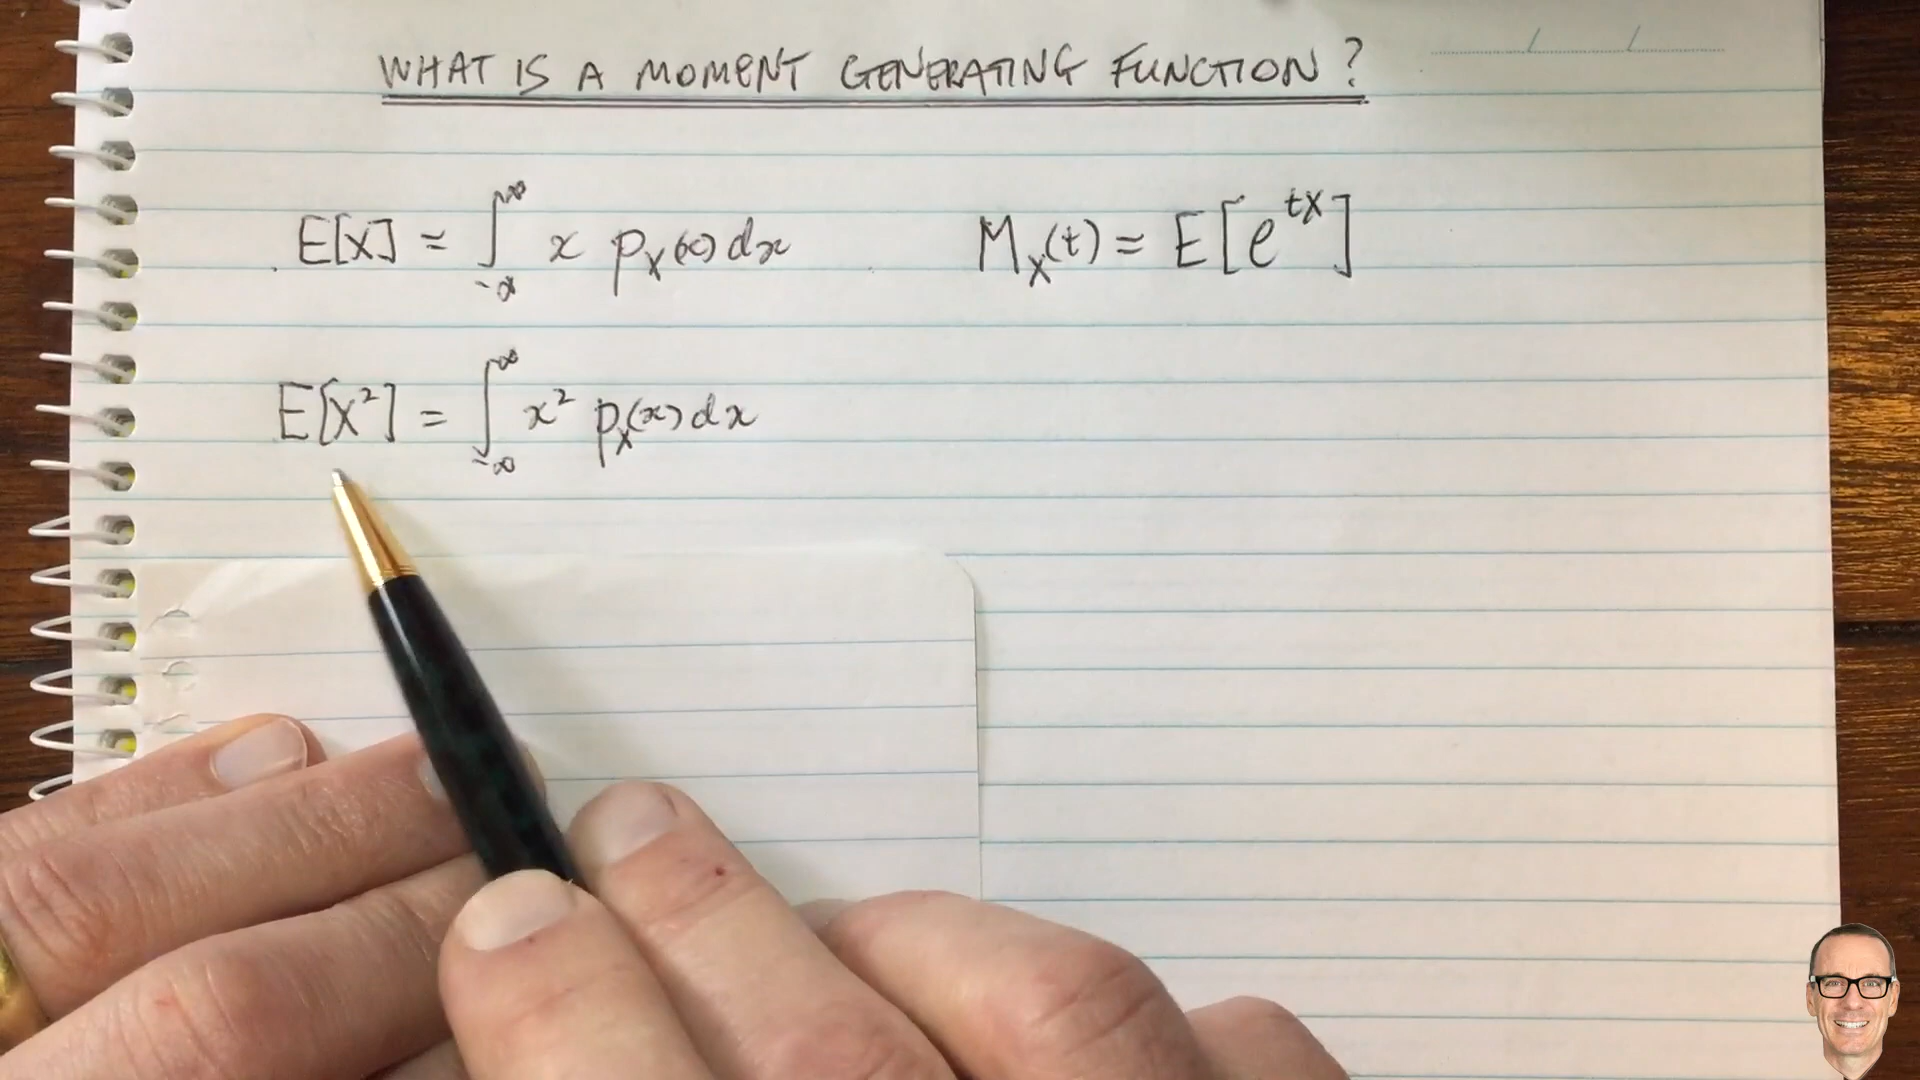 WHAT IS A MOMENT GENERATING FUNCTION?
E[X] = ∫_{-∞}^{∞} x p_X(x) dx
M_X(t) = E[e^{tX}]
E[X²] = ∫_{-∞}^{∞} x² p_X(x) dx